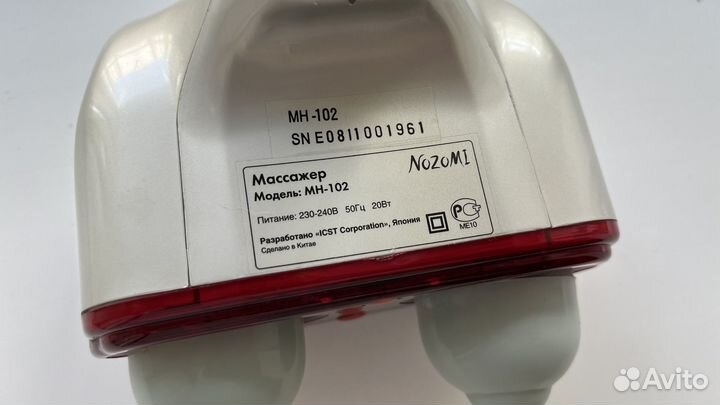 MH-102
SN E0811001961
Массажер
NOZOMI
Модель: MH-102
Питание: 230-240В 50Гц 20Вт
Разработано «ICST Corporation», Япония
Сделано в Китае
ME10
Avito